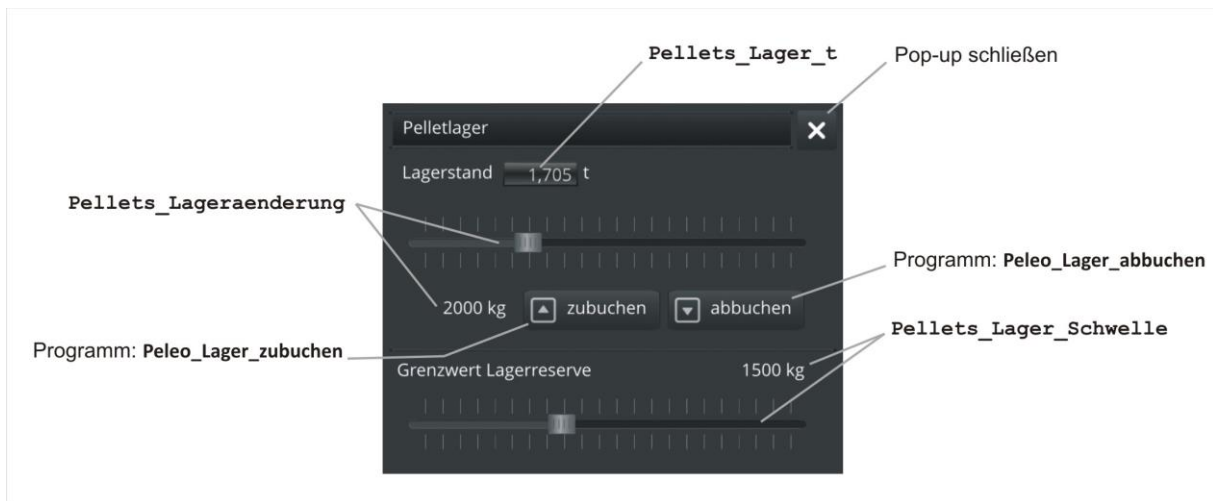 Pellets_Lager_t
Pop-up schließen
Pelletlager
Lagerstand 1,705 t
Pellets_Lageraenderung
Programm: Peleo_Lager_abbuchen
2000 kg zubuchen abbuchen
Pellets_Lager_Schwelle
Programm: Peleo_Lager_zubuchen
Grenzwert Lagerreserve 1500 kg